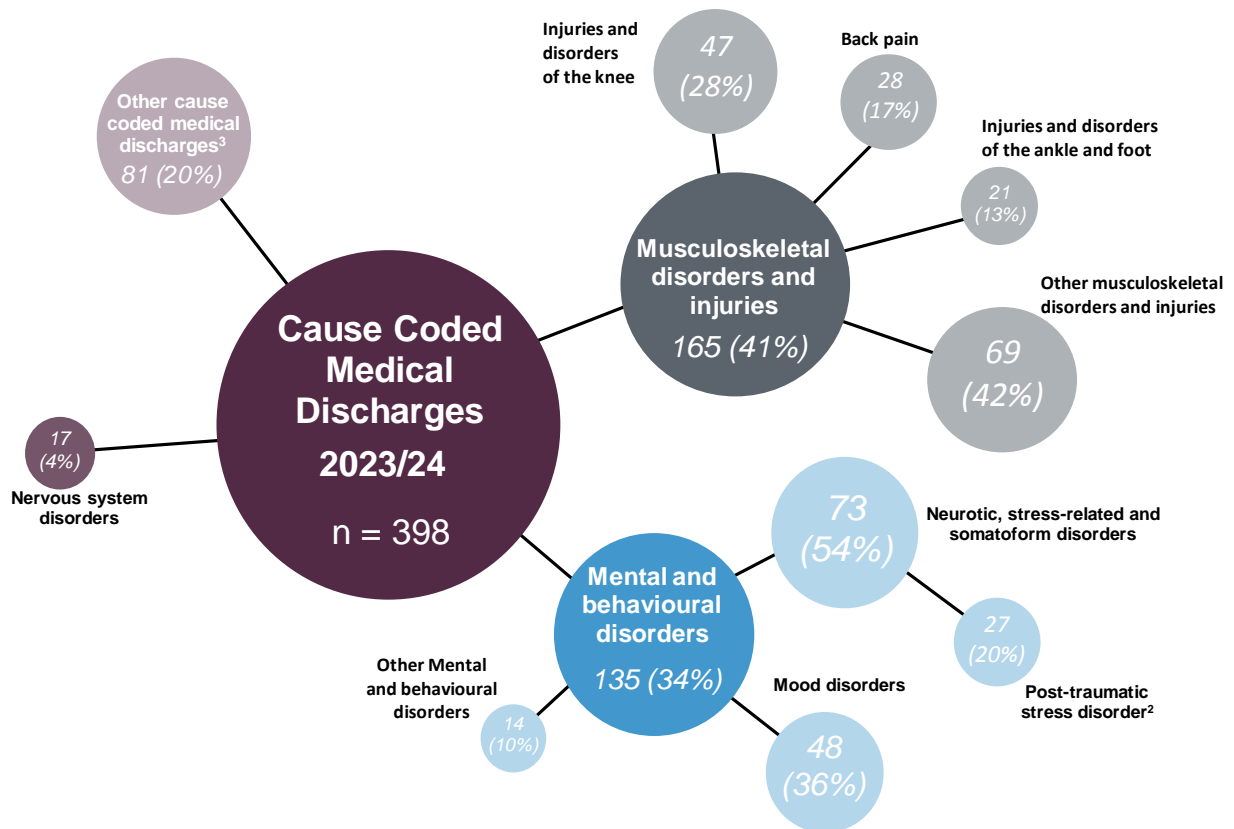 Injuries and
disorders
of the knee
47
(28%)
Back pain
28
(17%)
Injuries and disorders
of the ankle and foot
21
(13%)
Other cause
coded medical
discharges³
81 (20%)
Musculoskeletal
disorders and
injuries
165 (41%)
Other musculoskeletal
disorders and injuries
69
(42%)
Cause Coded
Medical
Discharges
2023/24
n = 398
17
(4%)
Nervous system
disorders
Mental and
behavioural
disorders
135 (34%)
73
(54%)
Neurotic, stress-related and
somatoform disorders
27
(20%)
Post-traumatic
stress disorder²
Other Mental
and behavioural
disorders
14
(10%)
Mood disorders
48
(36%)